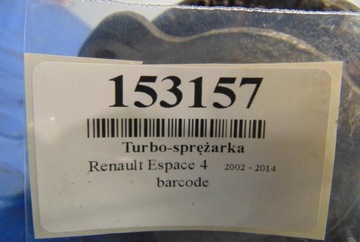 153157
Turbo-sprężarka
Renault Espace 4 2002 - 2014
barcode